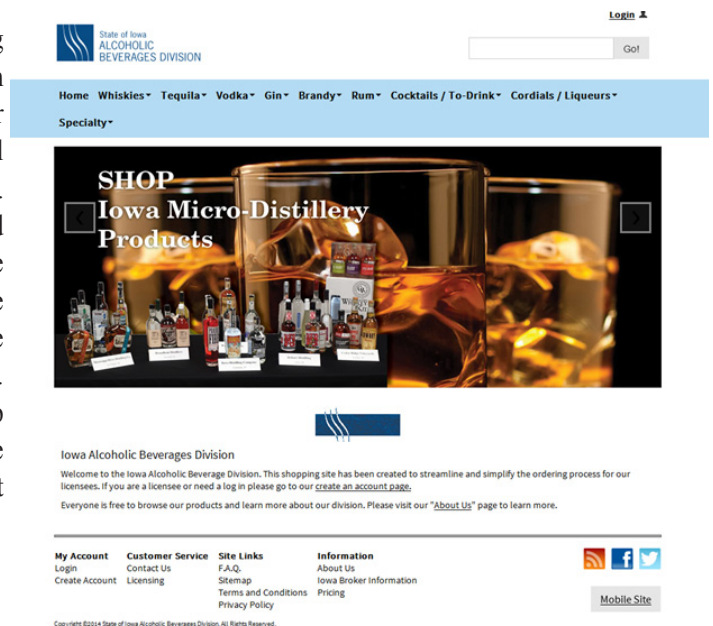 Login
State of Iowa
ALCOHOLIC
BEVERAGES DIVISION
Go!
Home Whiskies Tequila Vodka Gin Brandy Rum Cocktails / To-Drink Cordials / Liqueurs
Specialty
SHOP
Iowa Micro-Distillery
Products
Iowa Alcoholic Beverages Division
Welcome to the Iowa Alcoholic Beverage Division. This shopping site has been created to streamline and simplify the ordering process for our
licensees. If you are a licensee or need a log in please go to our create an account page.
Everyone is free to browse our products and learn more about our division. Please visit our "About Us" page to learn more.
My Account Customer Service Site Links Information
Login Contact Us F.A.Q. About Us
Create Account Licensing Sitemap Iowa Broker Information
Terms and Conditions Pricing
Privacy Policy
Mobile Site
Copyright ©2014 State of Iowa Alcoholic Beverages Division. All Rights Reserved.